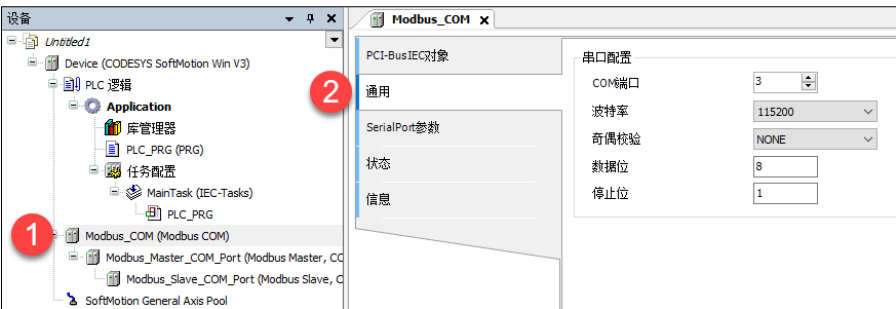 设备
Untitled1
Device (CODESYS SoftMotion Win V3)
PLC 逻辑
Application
库管理器
PLC_PRG (PRG)
任务配置
MainTask (IEC-Tasks)
PLC_PRG
1
Modbus_COM (Modbus COM)
Modbus_Master_COM_Port (Modbus Master, CC
Modbus_Slave_COM_Port (Modbus Slave, C
SoftMotion General Axis Pool
Modbus_COM
PCI-BusIEC对象
2
通用
SerialPort参数
状态
信息
串口配置
COM端口 3
波特率 115200
奇偶校验 NONE
数据位 8
停止位 1